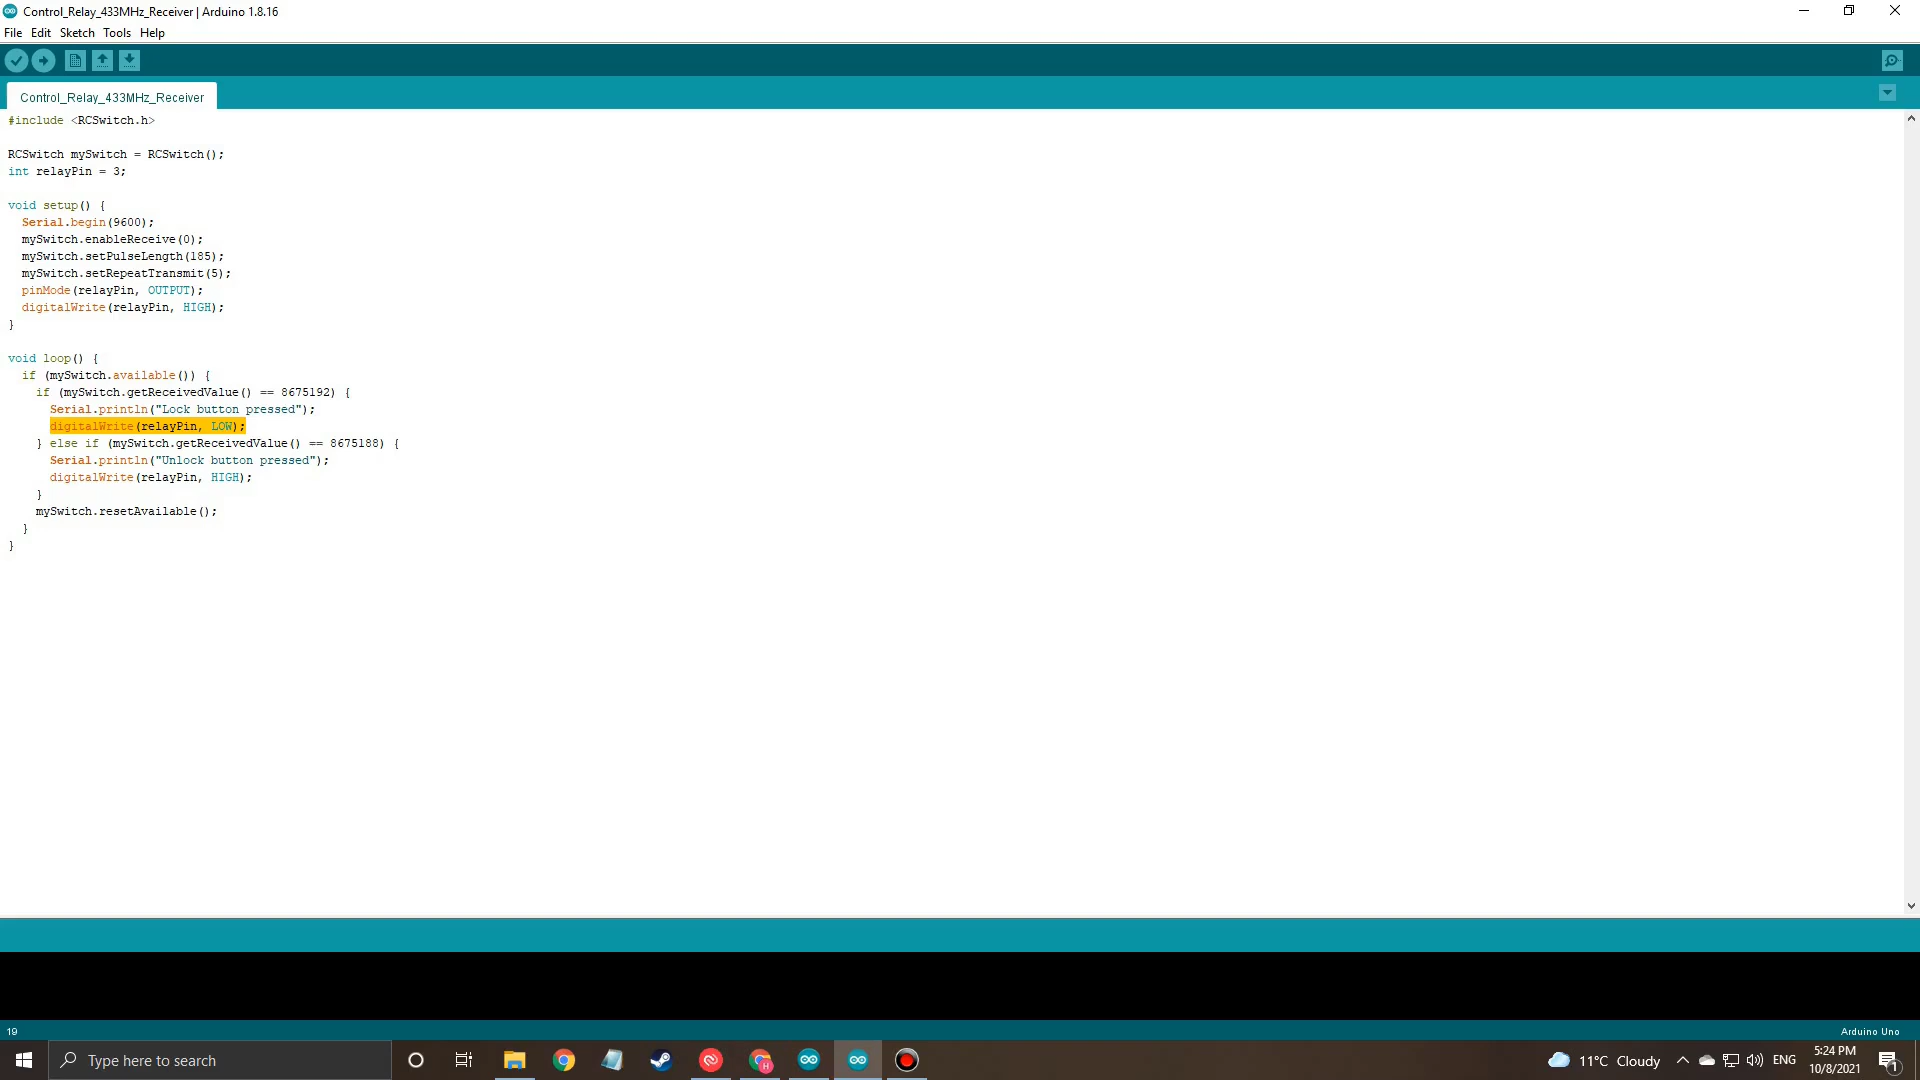 Control_Relay_433MHz_Receiver | Arduino 1.8.16
File Edit Sketch Tools Help
Control_Relay_433MHz_Receiver
#include <RCSwitch.h>
RCSwitch mySwitch = RCSwitch();
int relayPin = 3;
void setup() {
  Serial.begin(9600);
  mySwitch.enableReceive(0);
  mySwitch.setPulseLength(185);
  mySwitch.setRepeatTransmit(5);
  pinMode(relayPin, OUTPUT);
  digitalWrite(relayPin, HIGH);
}
void loop() {
  if (mySwitch.available()) {
    if (mySwitch.getReceivedValue() == 8675192) {
      Serial.println("Lock button pressed");
      digitalWrite(relayPin, LOW);
    } else if (mySwitch.getReceivedValue() == 8675188) {
      Serial.println("Unlock button pressed");
      digitalWrite(relayPin, HIGH);
    }
    mySwitch.resetAvailable();
  }
}
19 Arduino Uno
Type here to search
11°C Cloudy
ENG
5:24 PM
10/8/2021
1